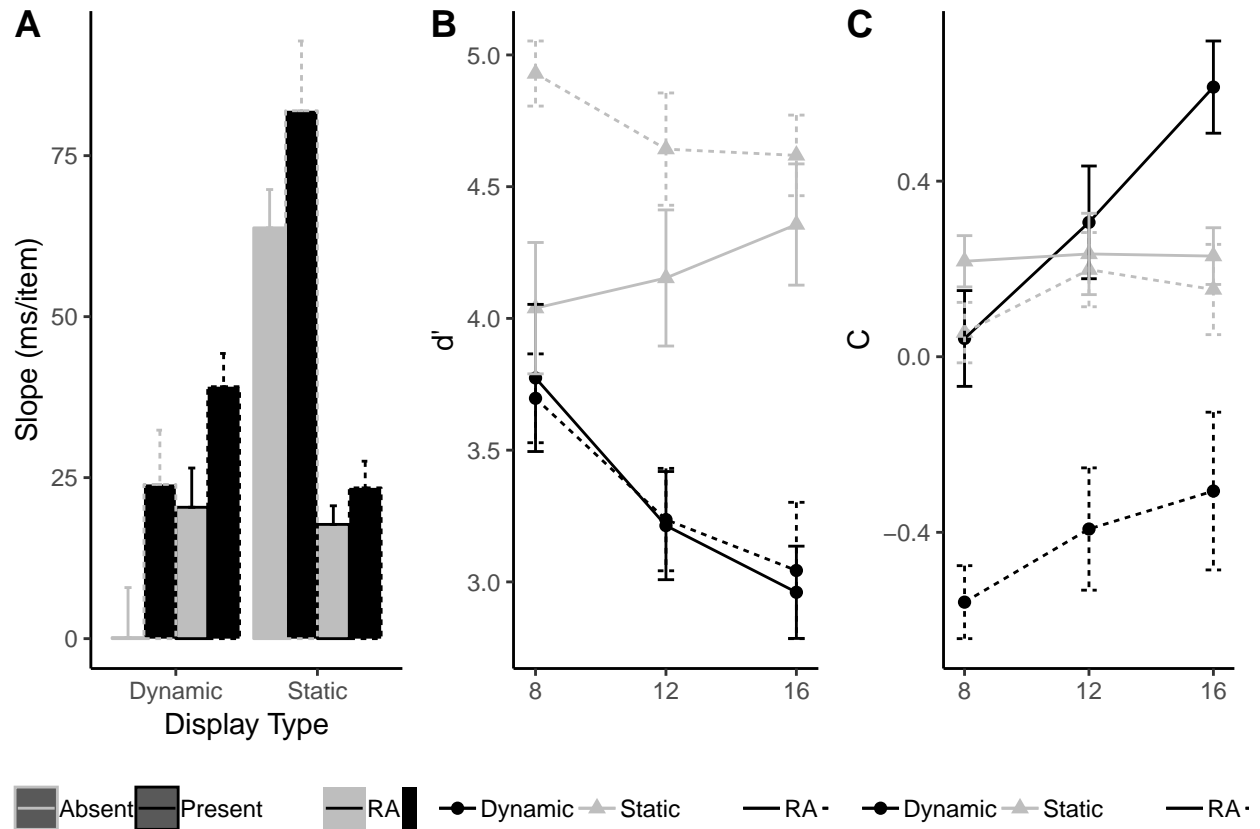 A B C
5.0
4.5
4.0
3.5
3.0
75
50
25
0
0.4
0.0
−0.4
Slope (ms/item)
d'
C
Dynamic Static
8 12 16
8 12 16
Display Type
Absent Present RA Dynamic Static RA Dynamic Static RA